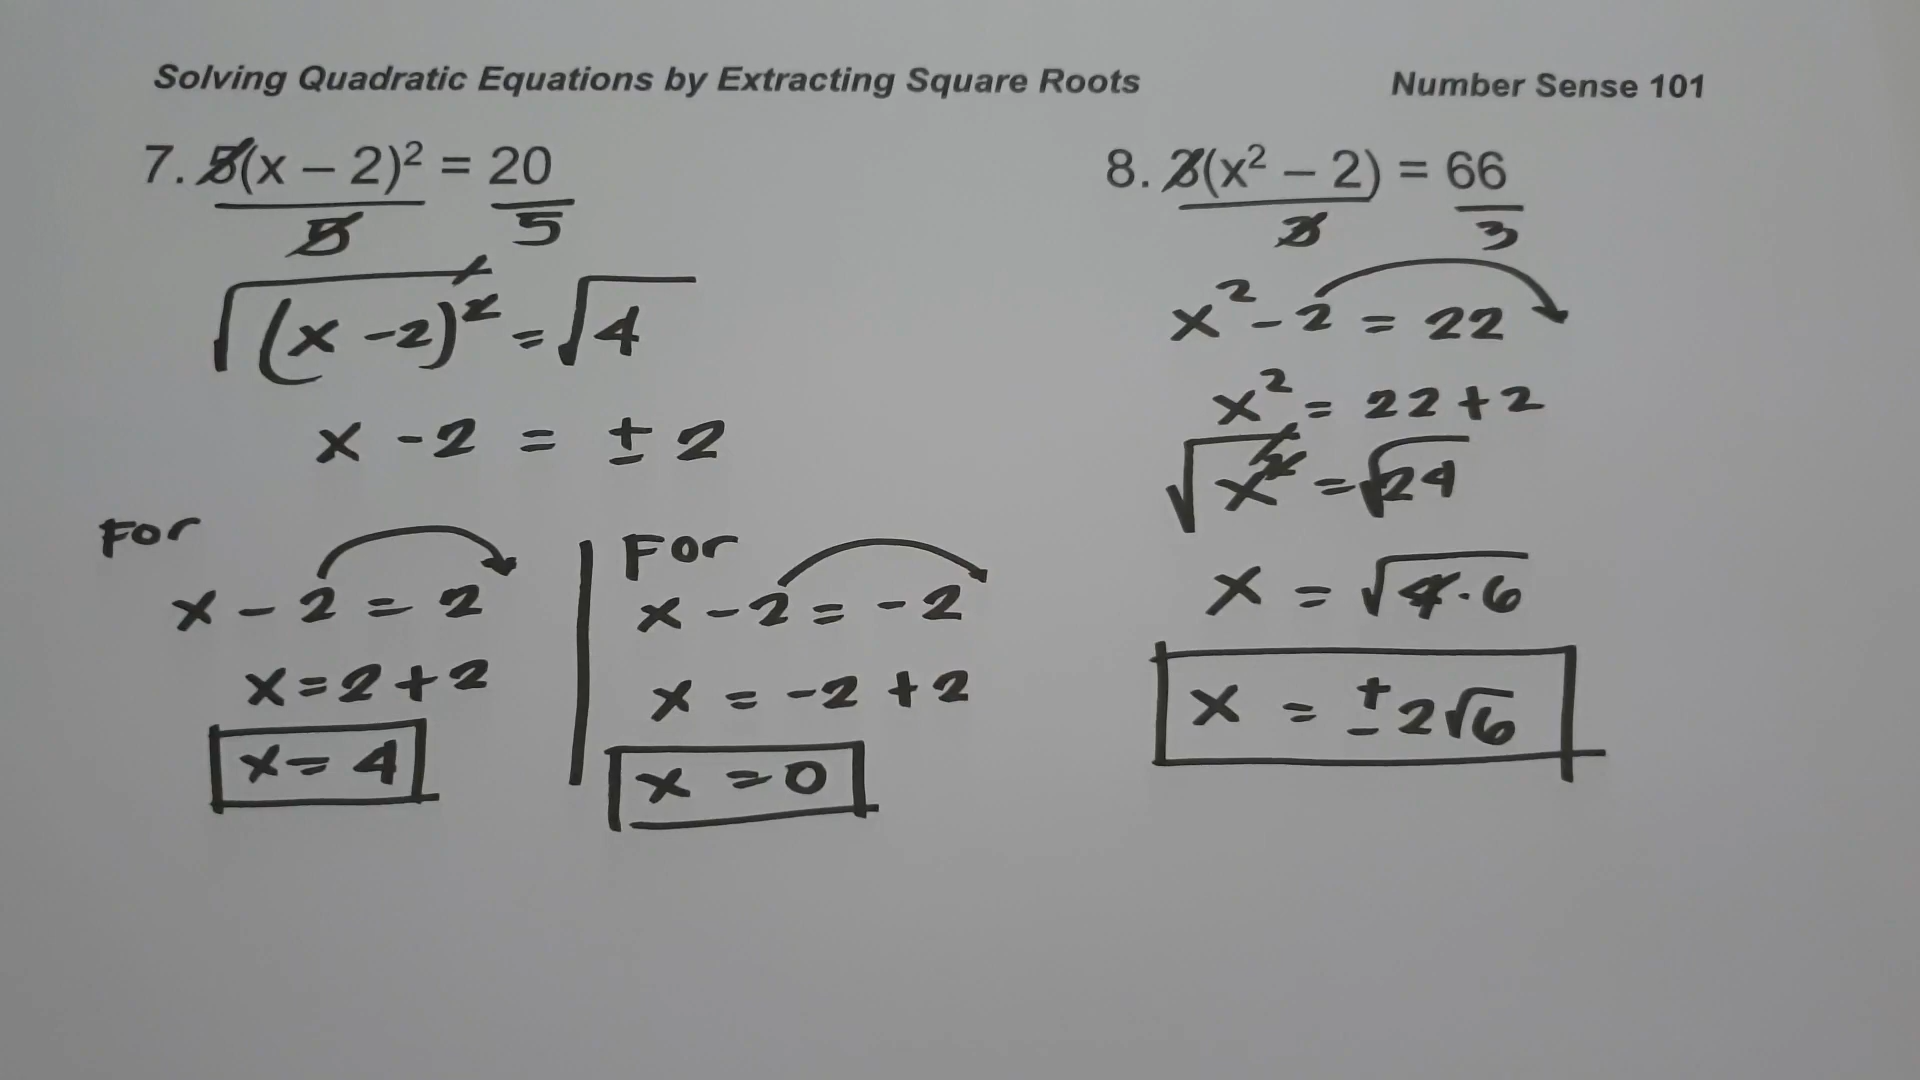 Solving Quadratic Equations by Extracting Square Roots
Number Sense 101
7. 5(x – 2)² = 20
5 5
√(x - 2)² = √4
x - 2 = ± 2
For
x - 2 = 2
x = 2 + 2
x = 4
For
x - 2 = -2
x = -2 + 2
x = 0
8. 3(x² – 2) = 66
3 3
x² - 2 = 22
x² = 22 + 2
√x² = √24
x = √4·6
x = ± 2√6